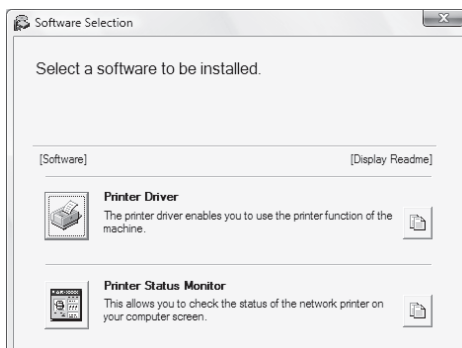 Software Selection
Select a software to be installed.
[Software] [Display Readme]
Printer Driver
The printer driver enables you to use the printer function of the
machine.
Printer Status Monitor
This allows you to check the status of the network printer on
your computer screen.